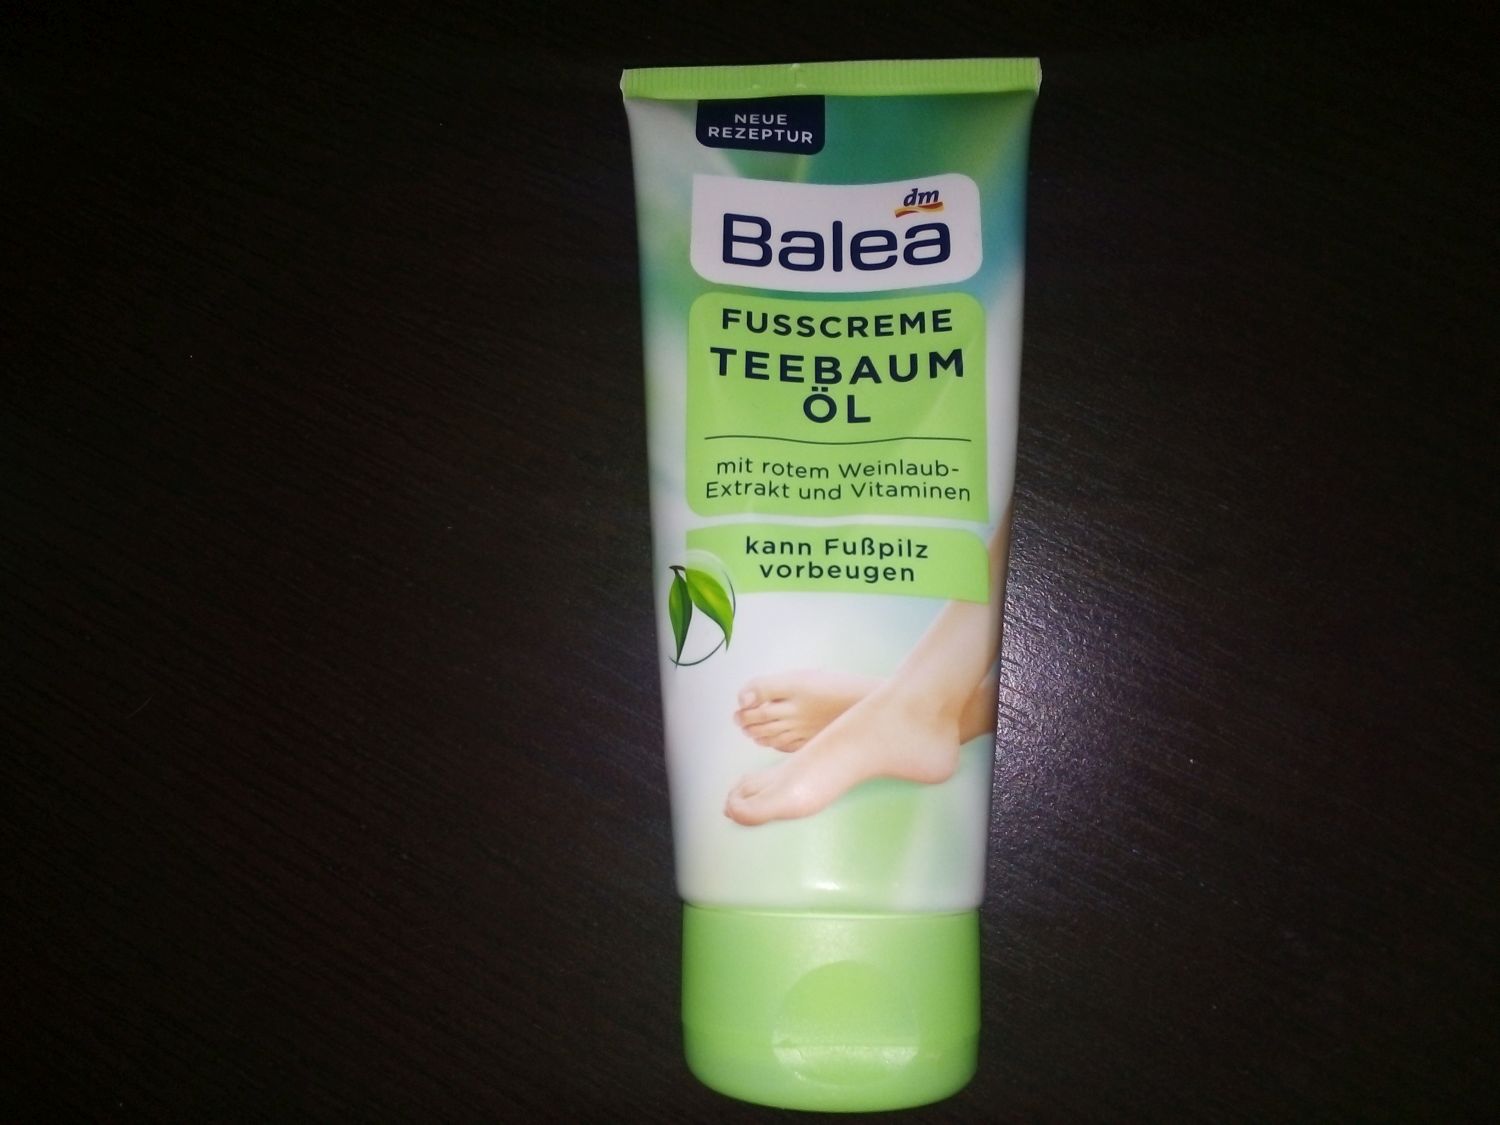 NEUE
REZEPTUR
dm
Balea
FUSSCREME
TEEBAUM
ÖL
mit rotem Weinlaub-
Extrakt und Vitaminen
kann Fußpilz
vorbeugen